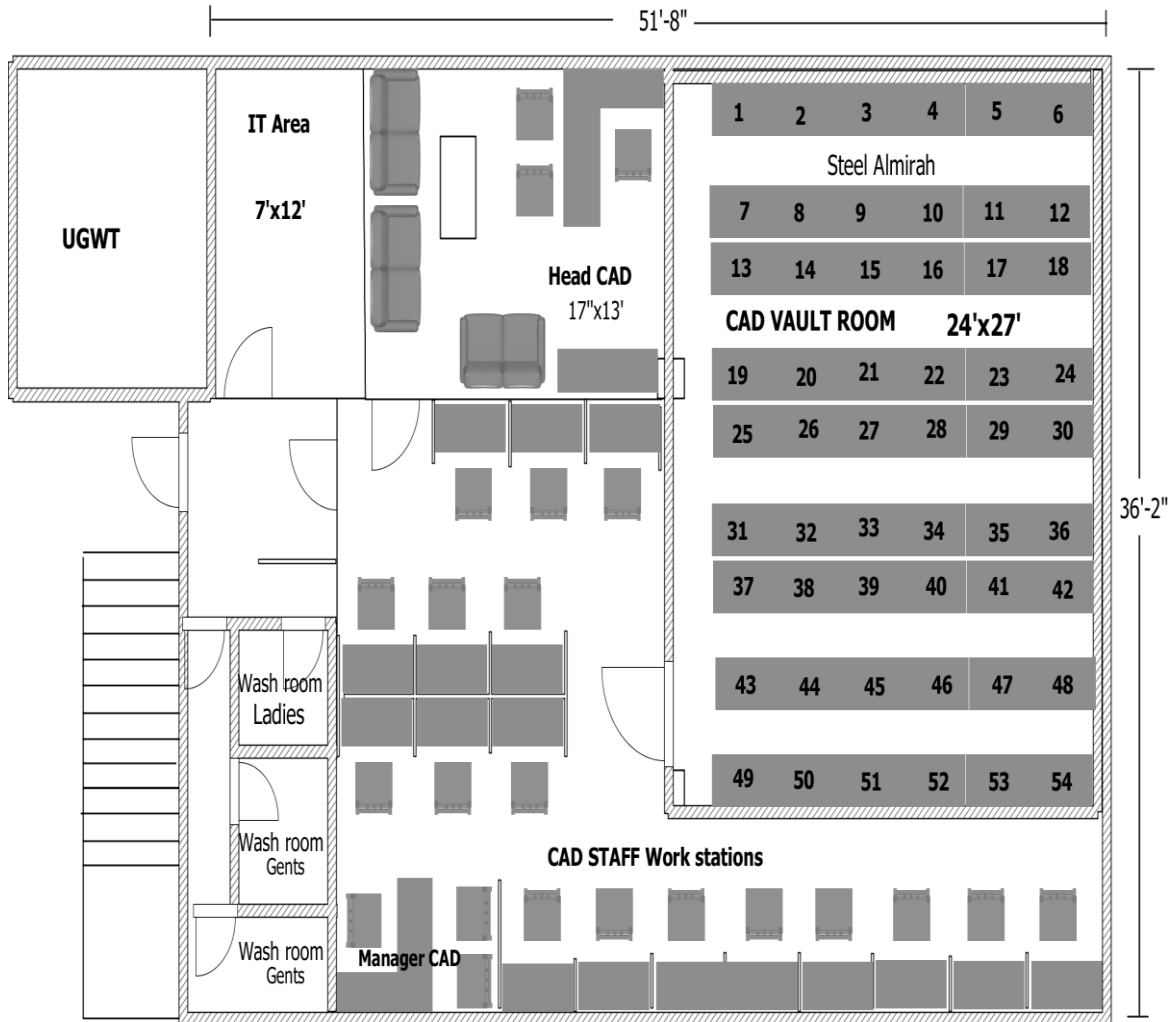 51'-8"
IT Area
7'x12'
UGWT
Head CAD
17"x13'
1 2 3 4 5 6
Steel Almirah
7 8 9 10 11 12
13 14 15 16 17 18
CAD VAULT ROOM 24'x27'
19 20 21 22 23 24
25 26 27 28 29 30
31 32 33 34 35 36
37 38 39 40 41 42
43 44 45 46 47 48
49 50 51 52 53 54
36'-2"
Wash room
Ladies
Wash room
Gents
Wash room
Gents
CAD STAFF Work stations
Manager CAD